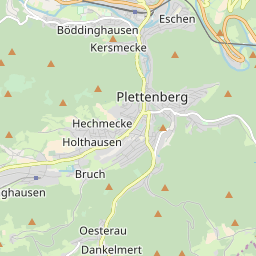 Eschen
Böddinghausen
Kersmecke
Plettenberg
Hechmecke
Holthausen
Bruch
ghausen
Oesterau
Dankelmert